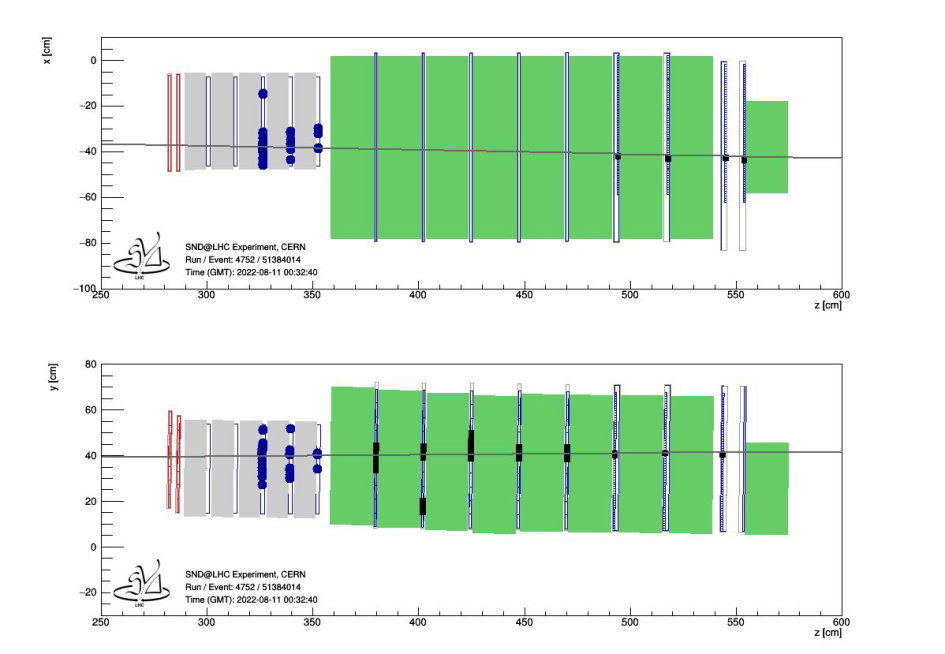 x [cm]
0
−20
−40
−60
−80
−100
SND@LHC Experiment, CERN
Run / Event: 4752 / 51384014
Time (GMT): 2022-08-11 00:32:40
LHC
250 300 350 400 450 500 550 600
z [cm]
y [cm]
80
60
40
20
0
−20
SND@LHC Experiment, CERN
Run / Event: 4752 / 51384014
Time (GMT): 2022-08-11 00:32:40
LHC
250 300 350 400 450 500 550 600
z [cm]